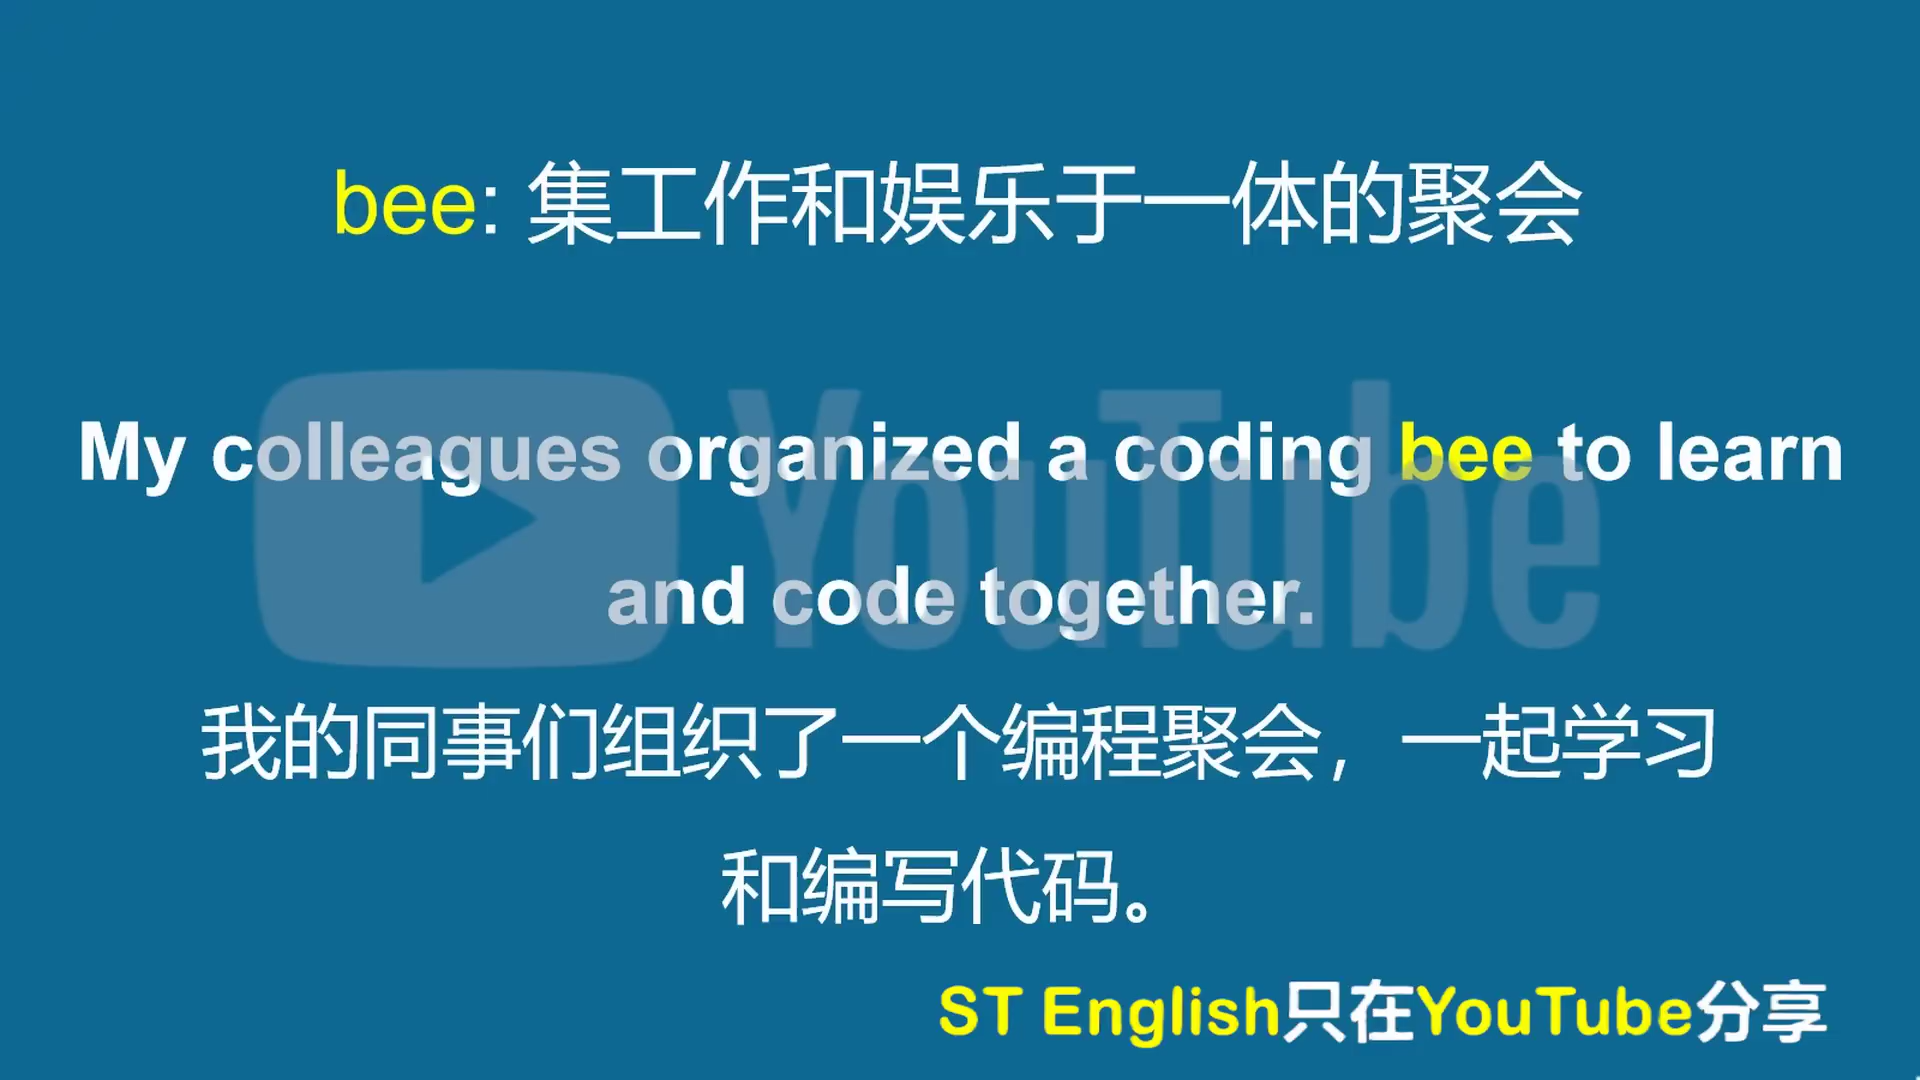 bee: 集工作和娱乐于一体的聚会
My colleagues organized a coding bee to learn
and code together.
YouTube
我的同事们组织了一个编程聚会，一起学习
和编写代码。
ST English只在YouTube分享